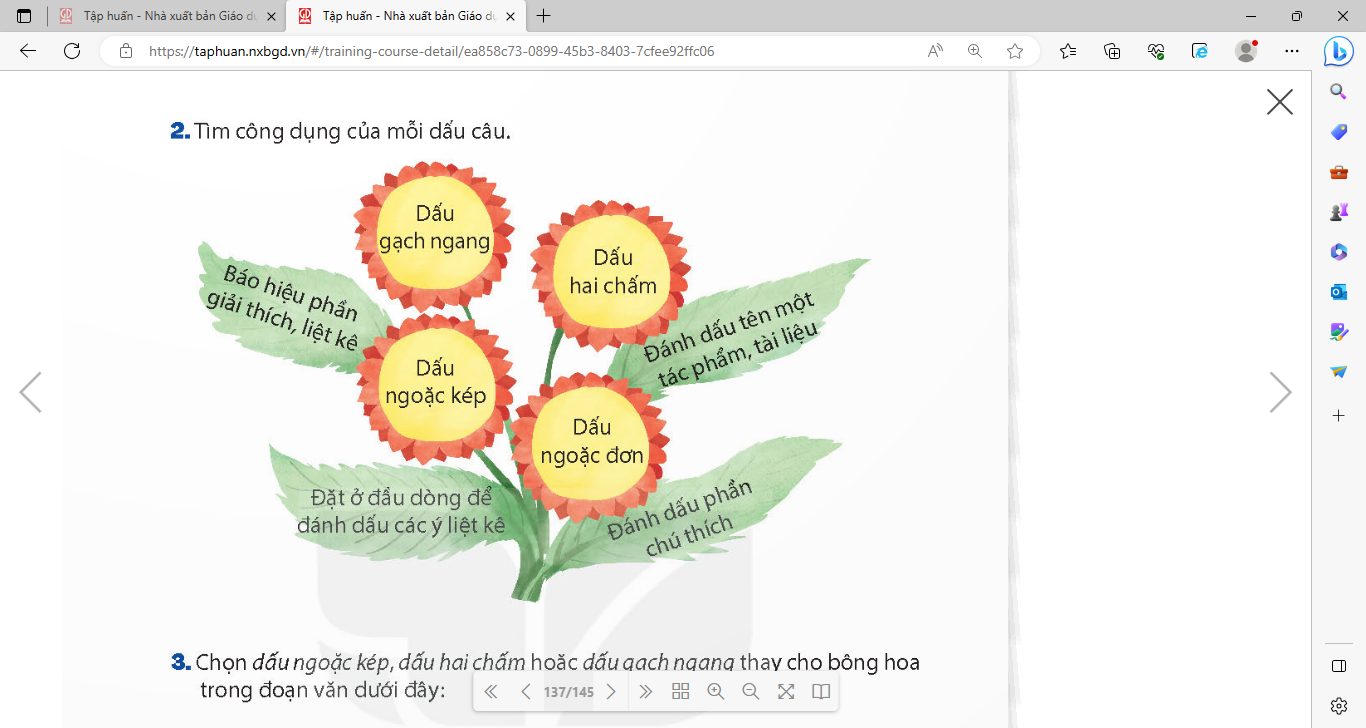 Tập huấn - Nhà xuất bản Giáo dụ
Tập huấn - Nhà xuất bản Giáo dụ
https://taphuan.nxbgd.vn/#/training-course-detail/ea858c73-0899-45b3-8403-7cfee92ffc06
2. Tìm công dụng của mỗi dấu câu.
Dấu
gạch ngang
Dấu
hai chấm
Báo hiệu phần
giải thích, liệt kê
Đánh dấu tên một
tác phẩm, tài liệu
Dấu
ngoặc kép
Dấu
ngoặc đơn
Đặt ở đầu dòng để
đánh dấu các ý liệt kê
Đánh dấu phần
chú thích
3. Chọn dấu ngoặc kép, dấu hai chấm hoặc dấu gạch ngang thay cho bông hoa
trong đoạn văn dưới đây:
137/145